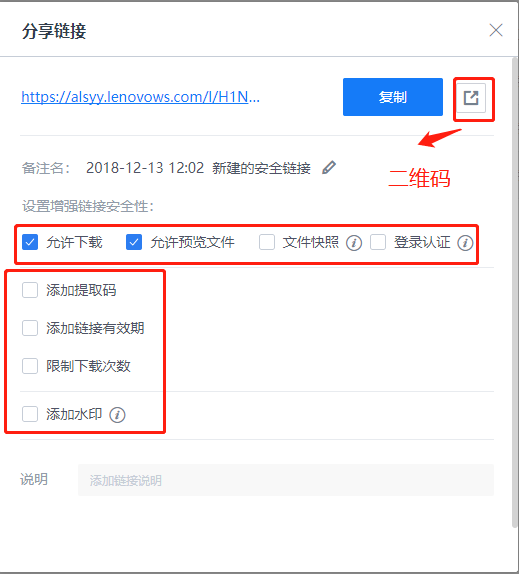 分享链接
https://alsyy.lenovows.com/l/H1N...
复制
二维码
备注名： 2018-12-13 12:02 新建的安全链接
设置增强链接安全性：
允许下载 允许预览文件 文件快照 登录认证
添加提取码
添加链接有效期
限制下载次数
添加水印
说明 添加链接说明